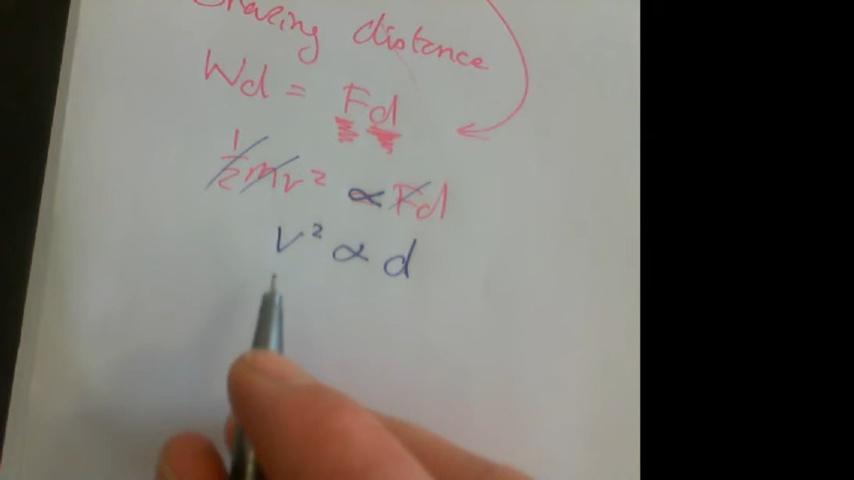 Braking distance
Wd = Fd
½mv² ∝ Fd
v² ∝ d